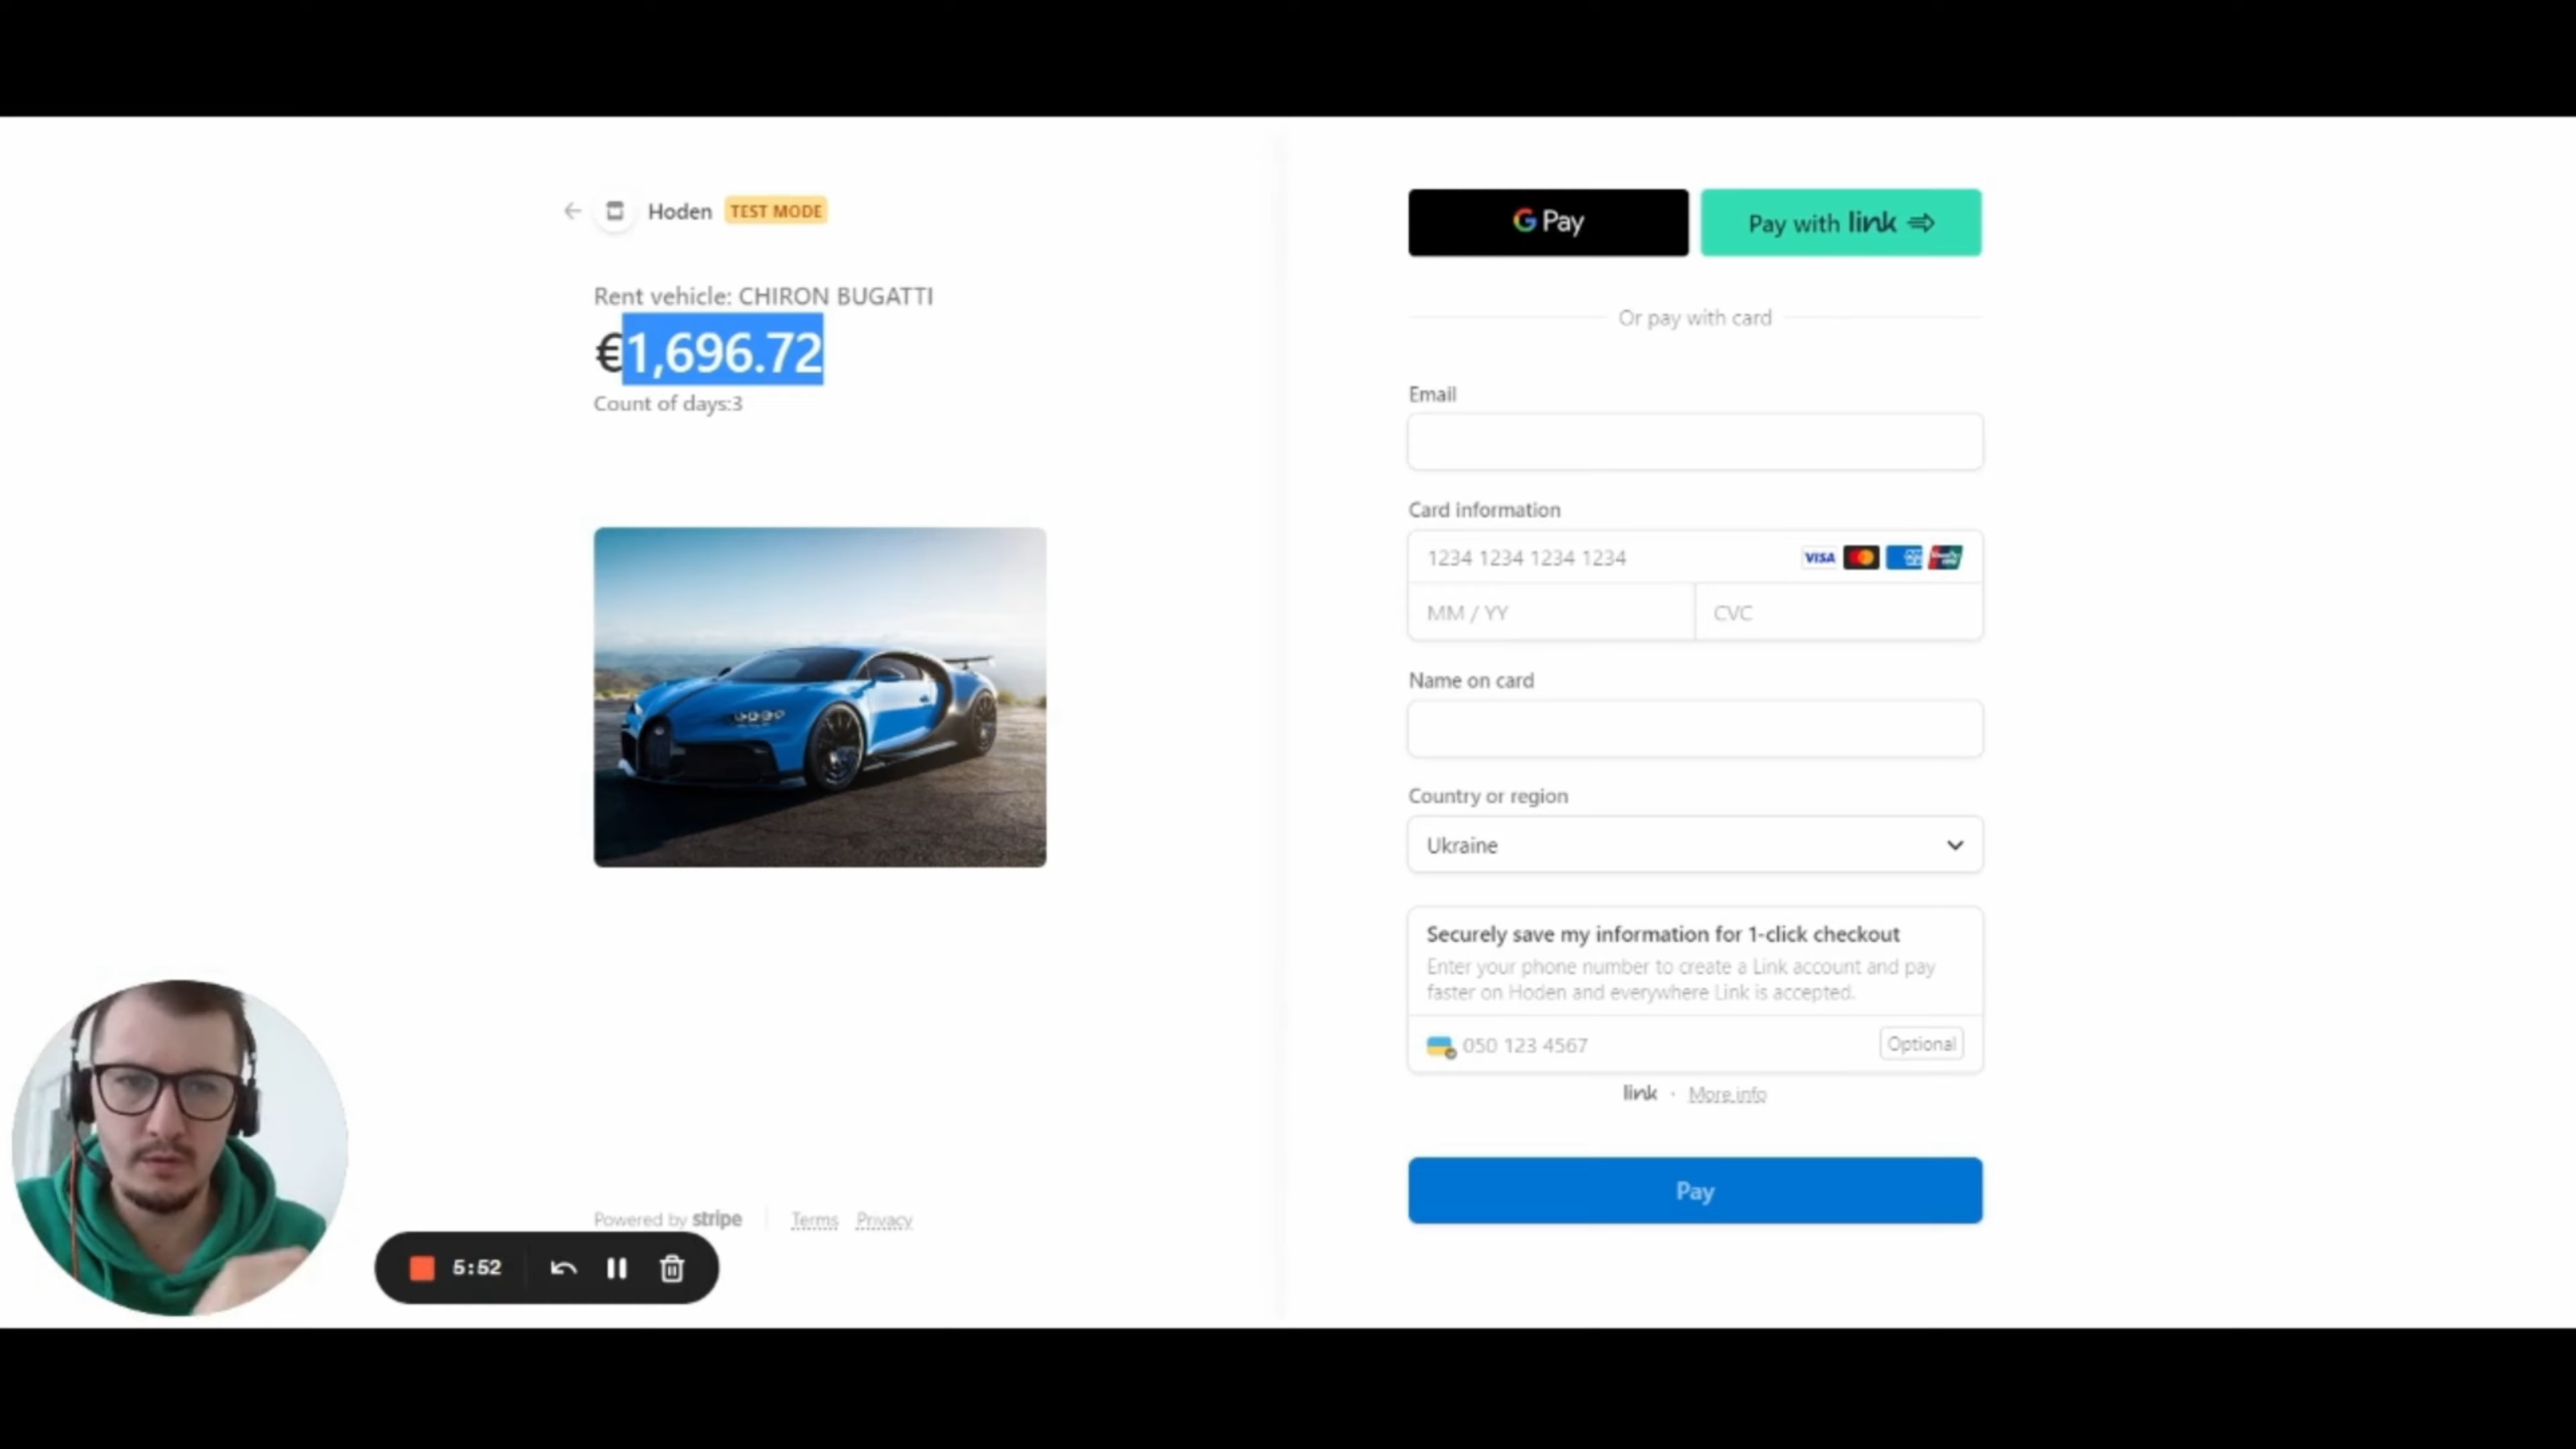 Hoden TEST MODE
Rent vehicle: CHIRON BUGATTI
€1,696.72
Count of days:3
Powered by stripe Terms Privacy
5:52
G Pay
Pay with link
Or pay with card
Email
Card information
1234 1234 1234 1234 VISA
MM / YY CVC
Name on card
Country or region
Ukraine
Securely save my information for 1-click checkout
Enter your phone number to create a Link account and pay
faster on Hoden and everywhere Link is accepted.
050 123 4567 Optional
link · More info
Pay